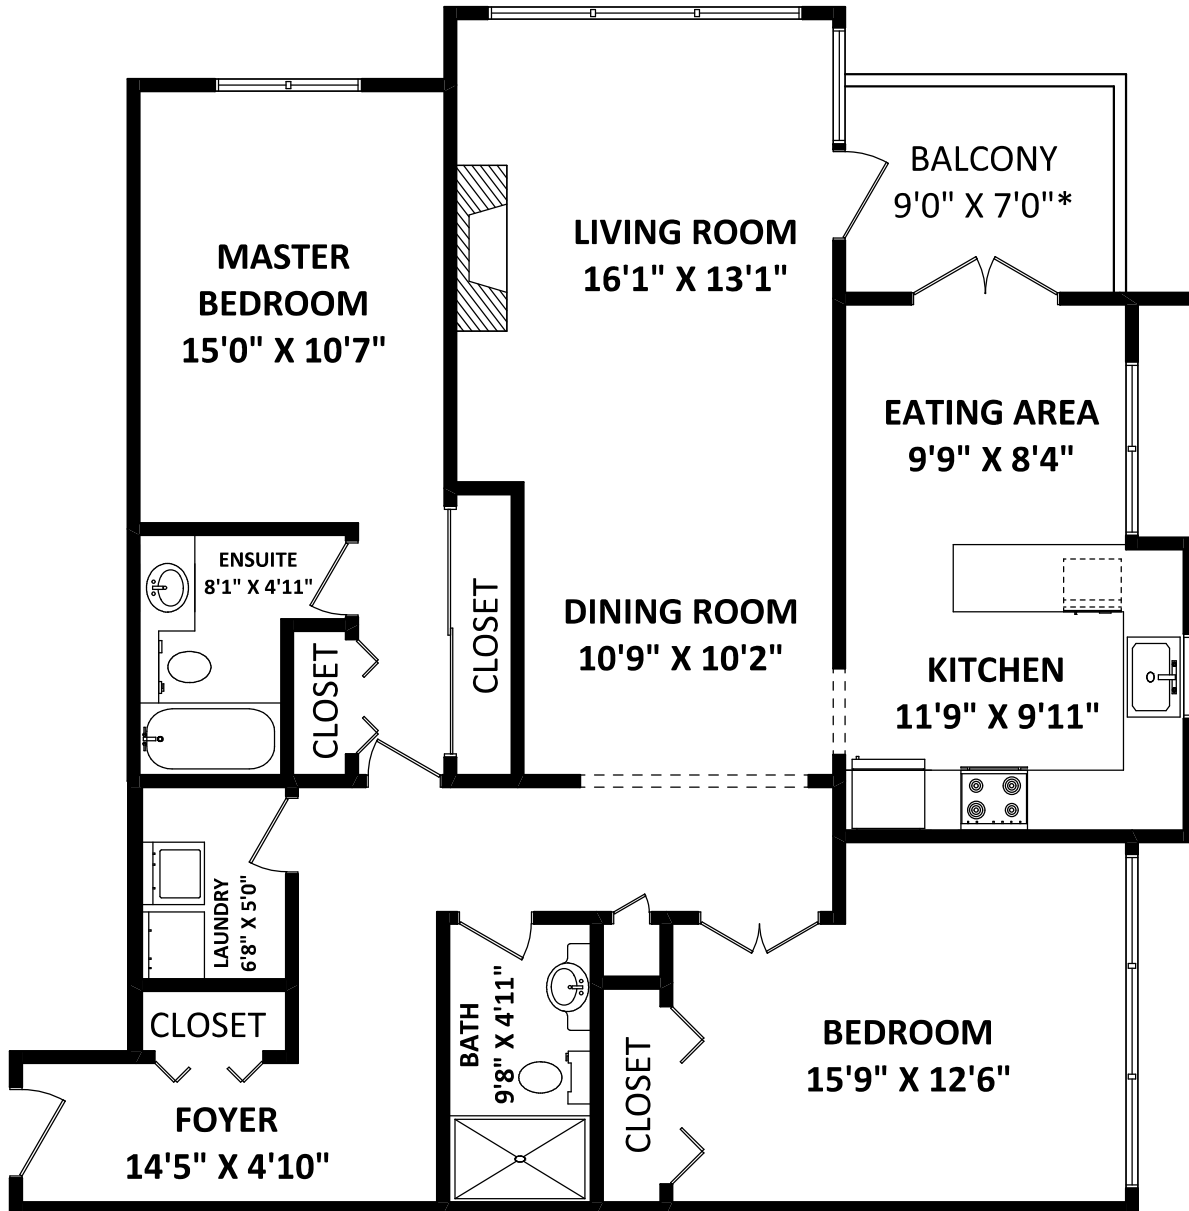 BALCONY
9'0" X 7'0"*
LIVING ROOM
16'1" X 13'1"
MASTER
BEDROOM
15'0" X 10'7"
EATING AREA
9'9" X 8'4"
ENSUITE
8'1" X 4'11"
CLOSET
CLOSET
DINING ROOM
10'9" X 10'2"
KITCHEN
11'9" X 9'11"
LAUNDRY
6'8" X 5'0"
CLOSET
BATH
9'8" X 4'11"
CLOSET
BEDROOM
15'9" X 12'6"
FOYER
14'5" X 4'10"